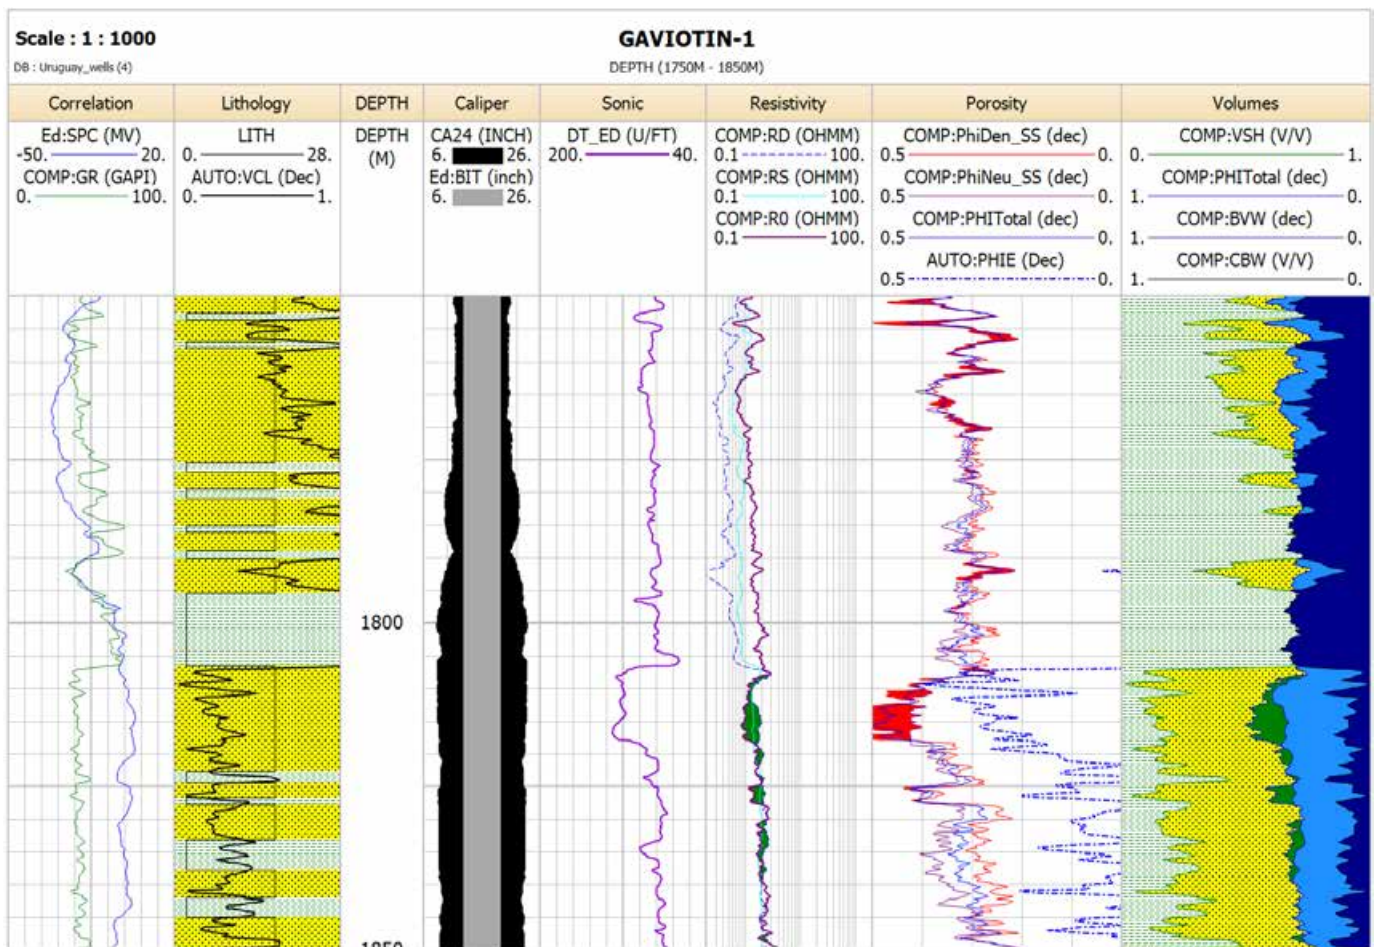 Scale : 1 : 1000
GAVIOTIN-1
DB : Uruguay_wells (4)
DEPTH (1750M - 1850M)
Correlation Lithology DEPTH Caliper Sonic Resistivity Porosity Volumes
Ed:SPC (MV) LITH DEPTH CA24 (INCH) DT_ED (U/FT) COMP:RD (OHMM) COMP:PhiDen_SS (dec) COMP:VSH (V/V)
-50. 20. 0. 28. (M) 6. 26. 200. 40. 0.1 100. 0.5 0. 0. 1.
COMP:GR (GAPI) AUTO:VCL (Dec) Ed:BIT (inch) COMP:RS (OHMM) COMP:PhiNeu_SS (dec) COMP:PHITotal (dec)
0. 100. 0. 1. 6. 26. 0.1 100. 0.5 0. 1. 0.
COMP:R0 (OHMM) COMP:PHITotal (dec) COMP:BVW (dec)
0.1 100. 0.5 0. 1. 0.
AUTO:PHIE (Dec) COMP:CBW (V/V)
0.5 0. 1. 0.
1800